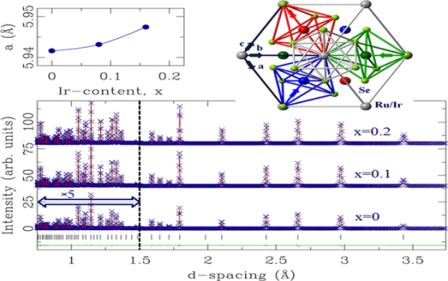 5.95
5.94
a (Å)
0
0.1
0.2
Ir-content, x
c
b
a
Se
Ru/Ir
100
75
50
25
0
Intensity (arb. units)
x=0.2
x=0.1
x=0
×5
1
1.5
2
2.5
3
3.5
d-spacing (Å)